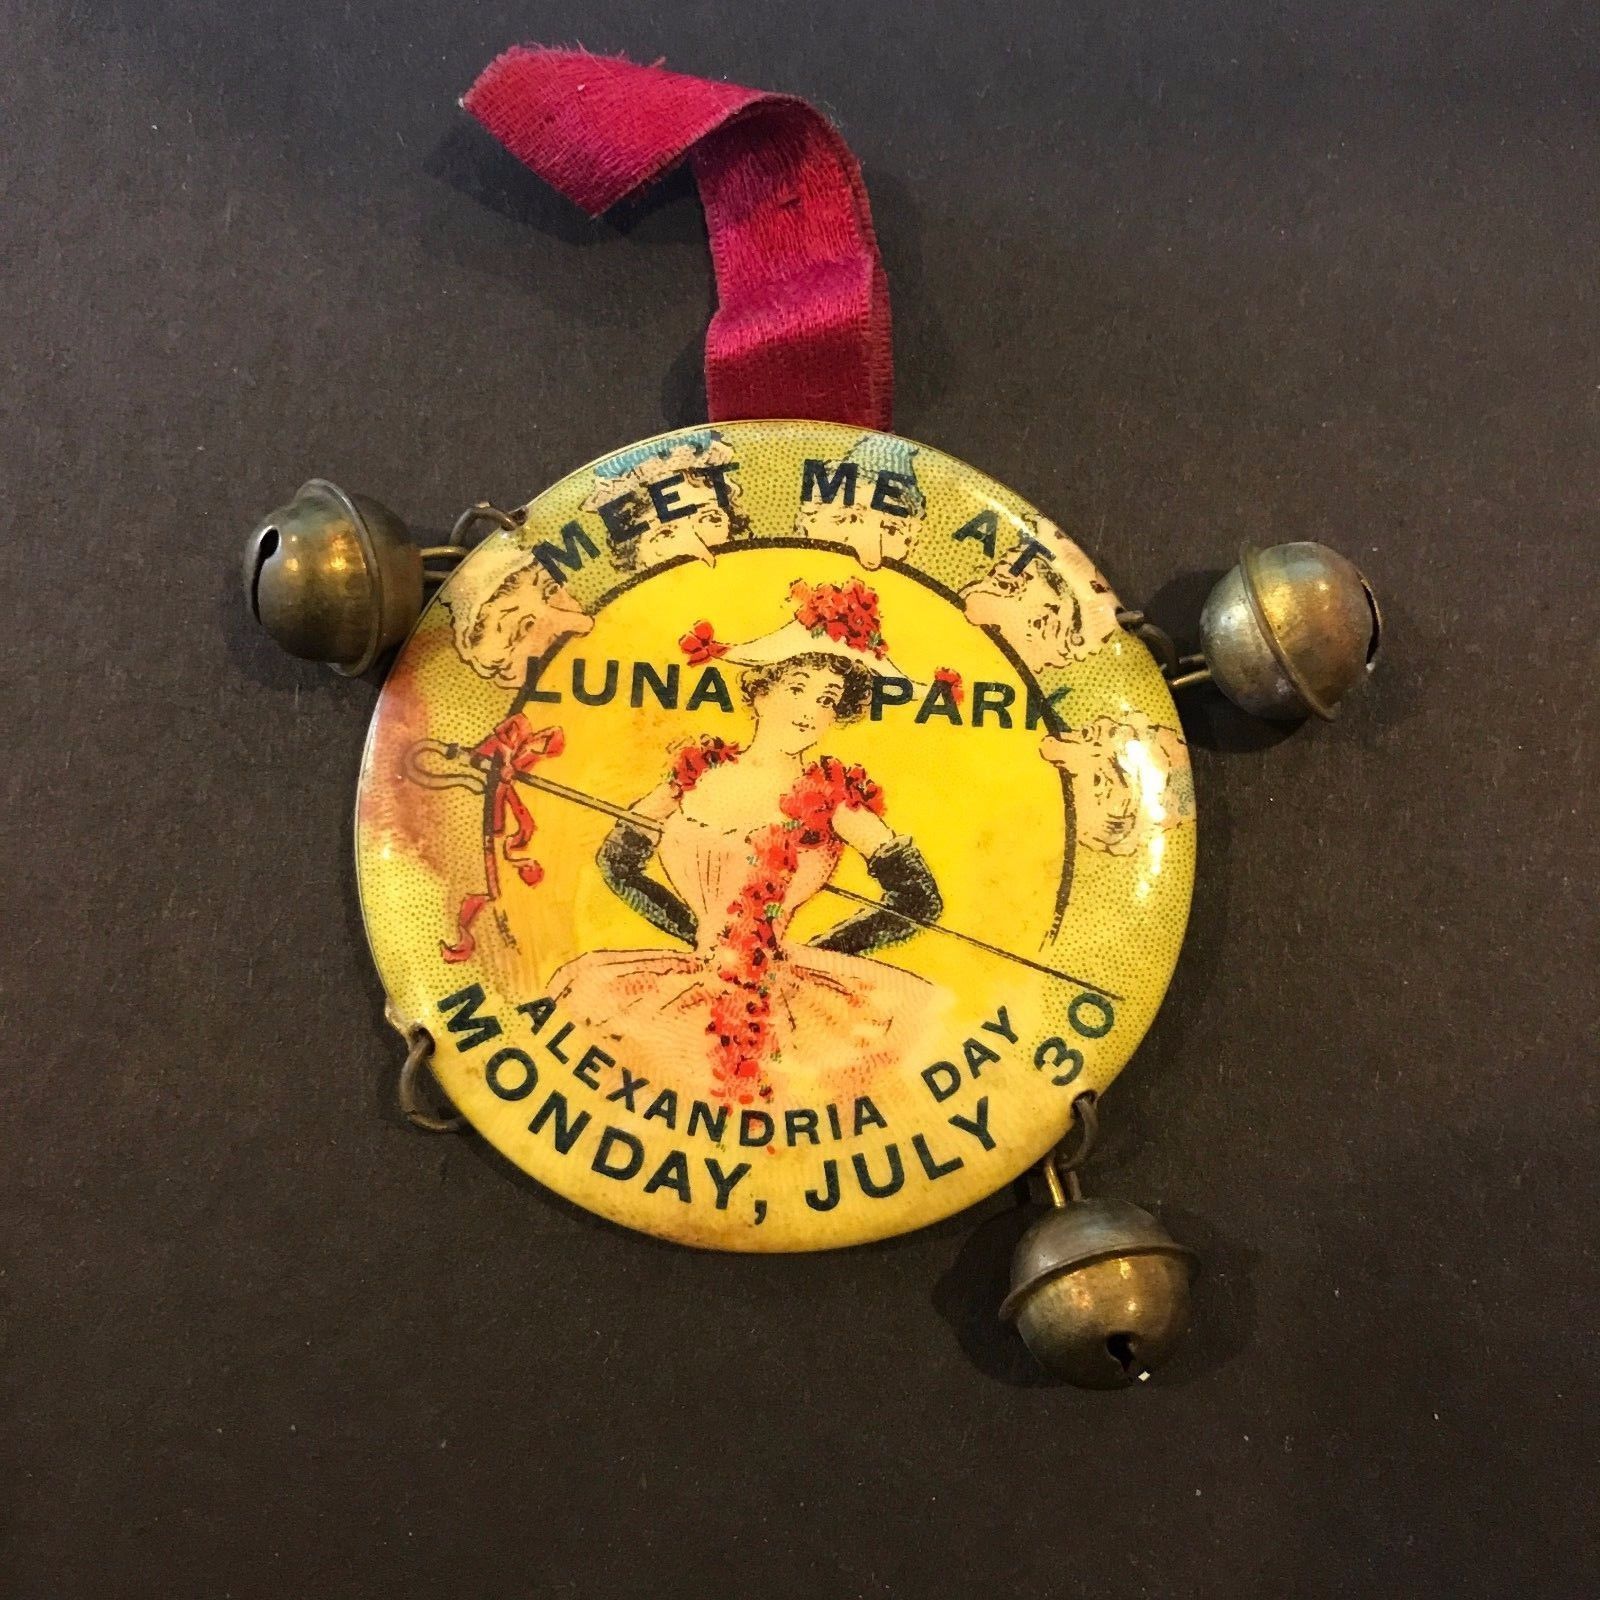 MEET ME AT
LUNA PARK
ALEXANDRIA DAY
MONDAY, JULY 30